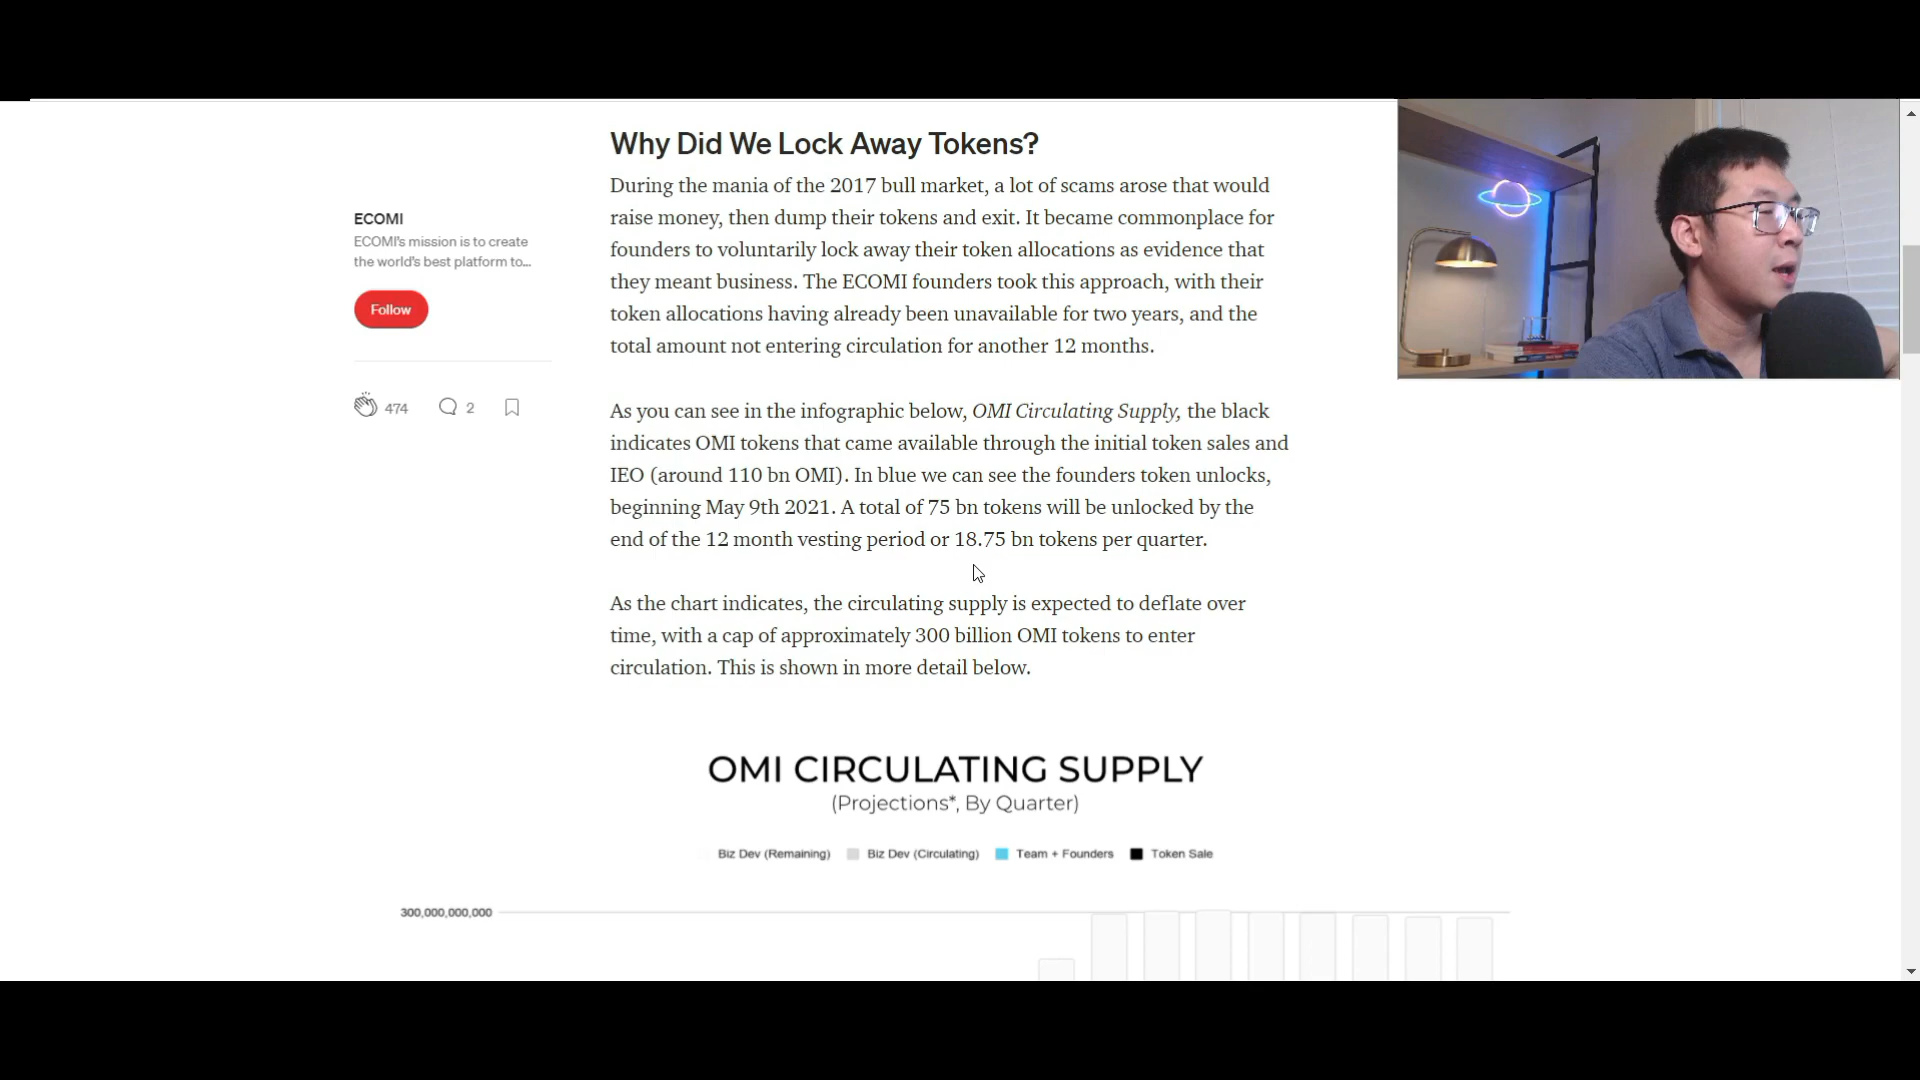 Why Did We Lock Away Tokens?
During the mania of the 2017 bull market, a lot of scams arose that would
raise money, then dump their tokens and exit. It became commonplace for
founders to voluntarily lock away their token allocations as evidence that
they meant business. The ECOMI founders took this approach, with their
token allocations having already been unavailable for two years, and the
total amount not entering circulation for another 12 months.
ECOMI
ECOMI's mission is to create
the world's best platform to...
Follow
474
2
As you can see in the infographic below, OMI Circulating Supply, the black
indicates OMI tokens that came available through the initial token sales and
IEO (around 110 bn OMI). In blue we can see the founders token unlocks,
beginning May 9th 2021. A total of 75 bn tokens will be unlocked by the
end of the 12 month vesting period or 18.75 bn tokens per quarter.
As the chart indicates, the circulating supply is expected to deflate over
time, with a cap of approximately 300 billion OMI tokens to enter
circulation. This is shown in more detail below.
OMI CIRCULATING SUPPLY
(Projections*, By Quarter)
Biz Dev (Remaining) Biz Dev (Circulating) Team + Founders Token Sale
300,000,000,000